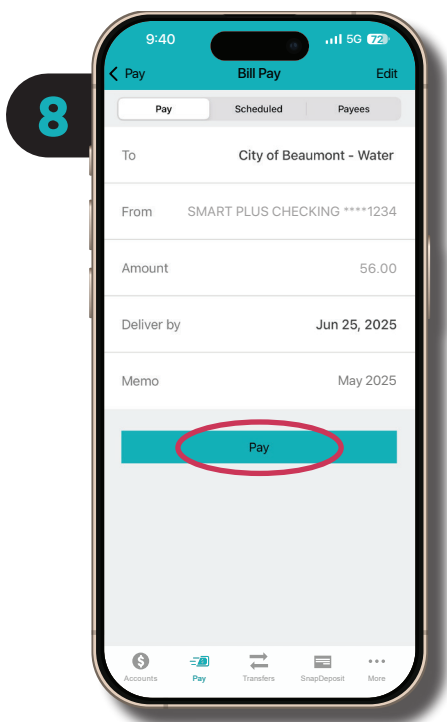 8
9:40 5G 72
Pay Bill Pay Edit
Pay Scheduled Payees
To City of Beaumont - Water
From SMART PLUS CHECKING ****1234
Amount 56.00
Deliver by Jun 25, 2025
Memo May 2025
Pay
$
Accounts Pay Transfers SnapDeposit More